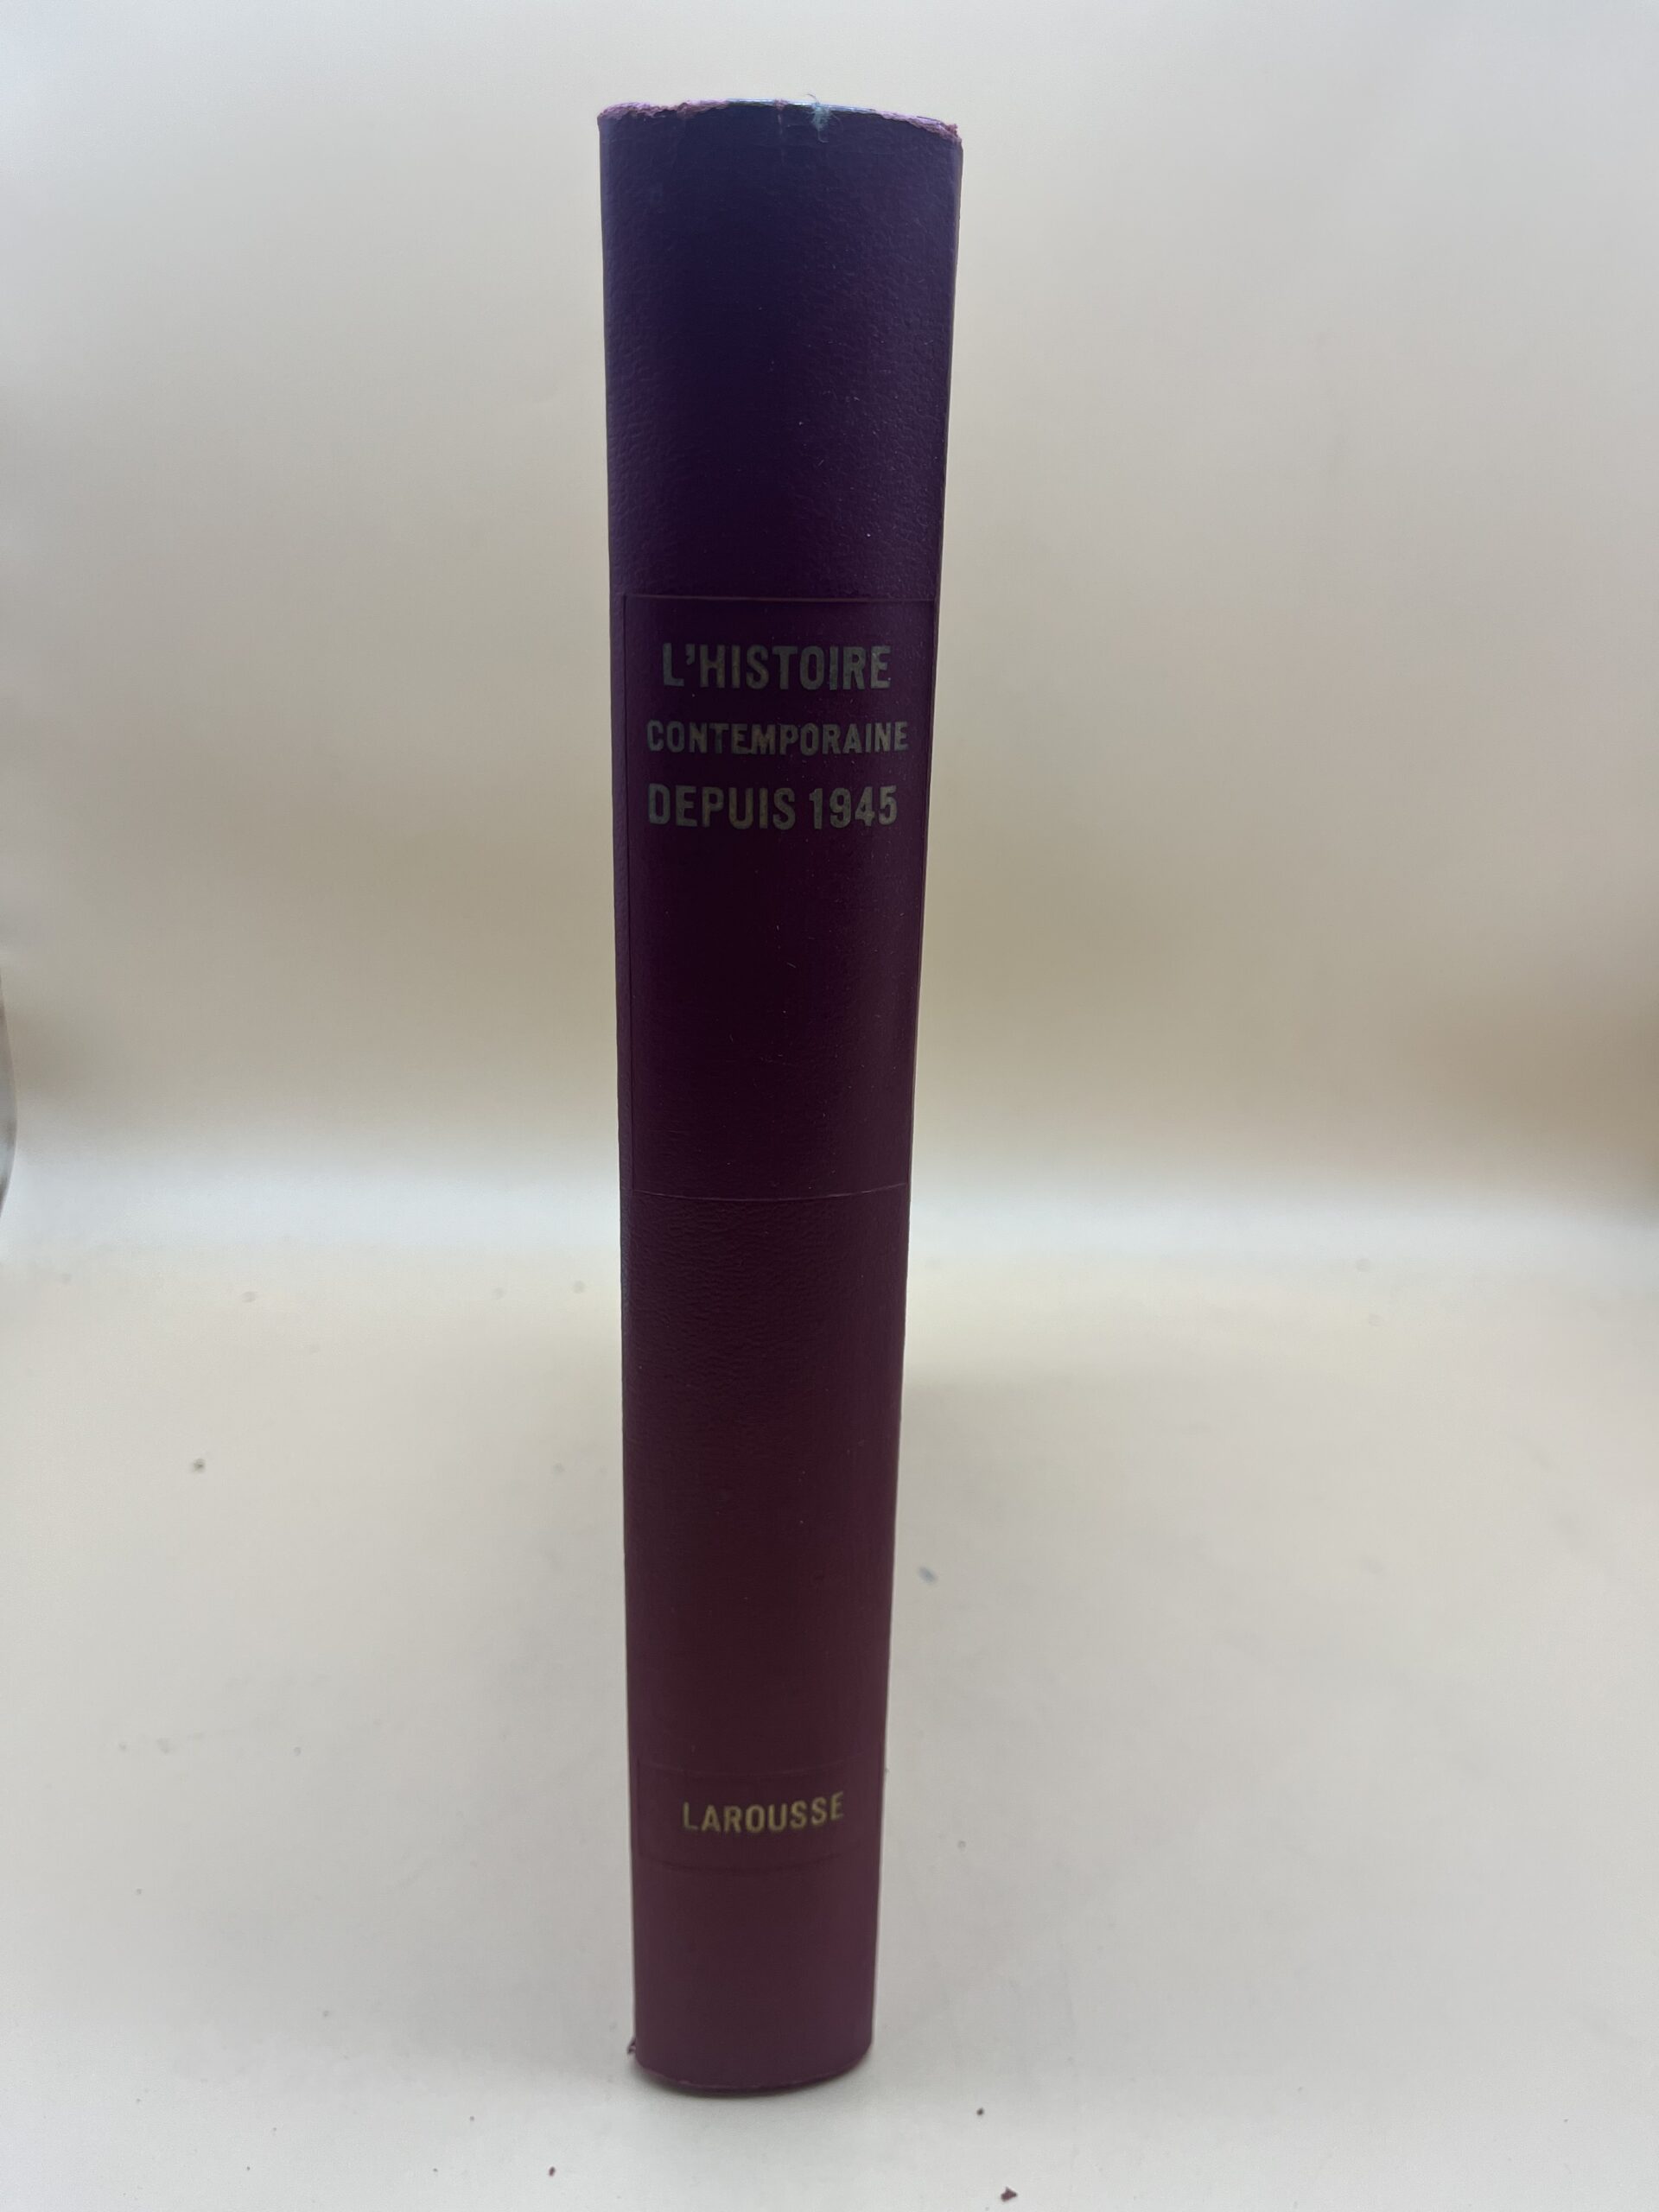 L'HISTOIRE
CONTEMPORAINE
DEPUIS 1945
LAROUSSE